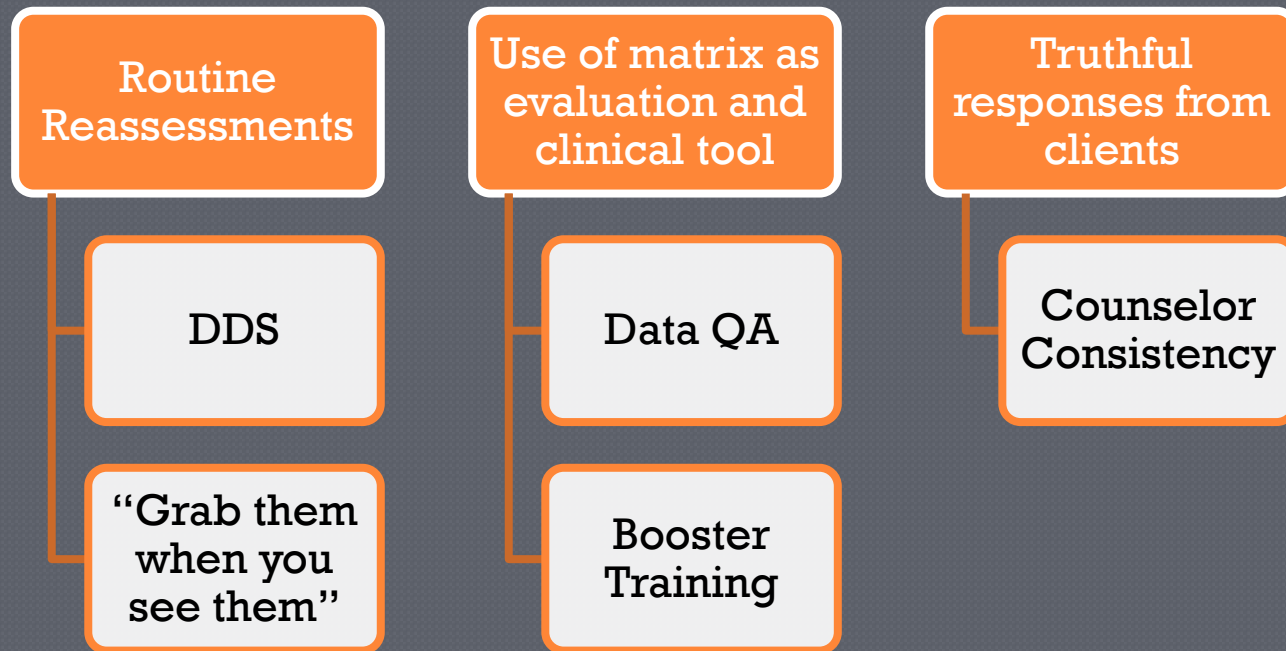 Routine
Reassessments
DDS
“Grab them
when you
see them”
Use of matrix as
evaluation and
clinical tool
Data QA
Booster
Training
Truthful
responses from
clients
Counselor
Consistency